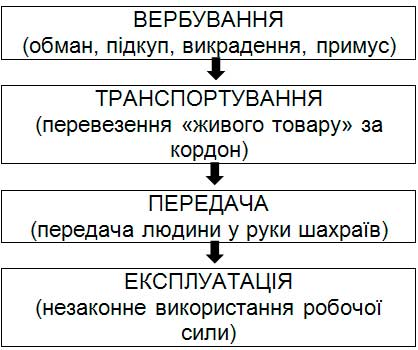 ВЕРБУВАННЯ
(обман, підкуп, викрадення, примус)
ТРАНСПОРТУВАННЯ
(перевезення «живого товару» за
кордон)
ПЕРЕДАЧА
(передача людини у руки шахраїв)
ЕКСПЛУАТАЦІЯ
(незаконне використання робочої
сили)